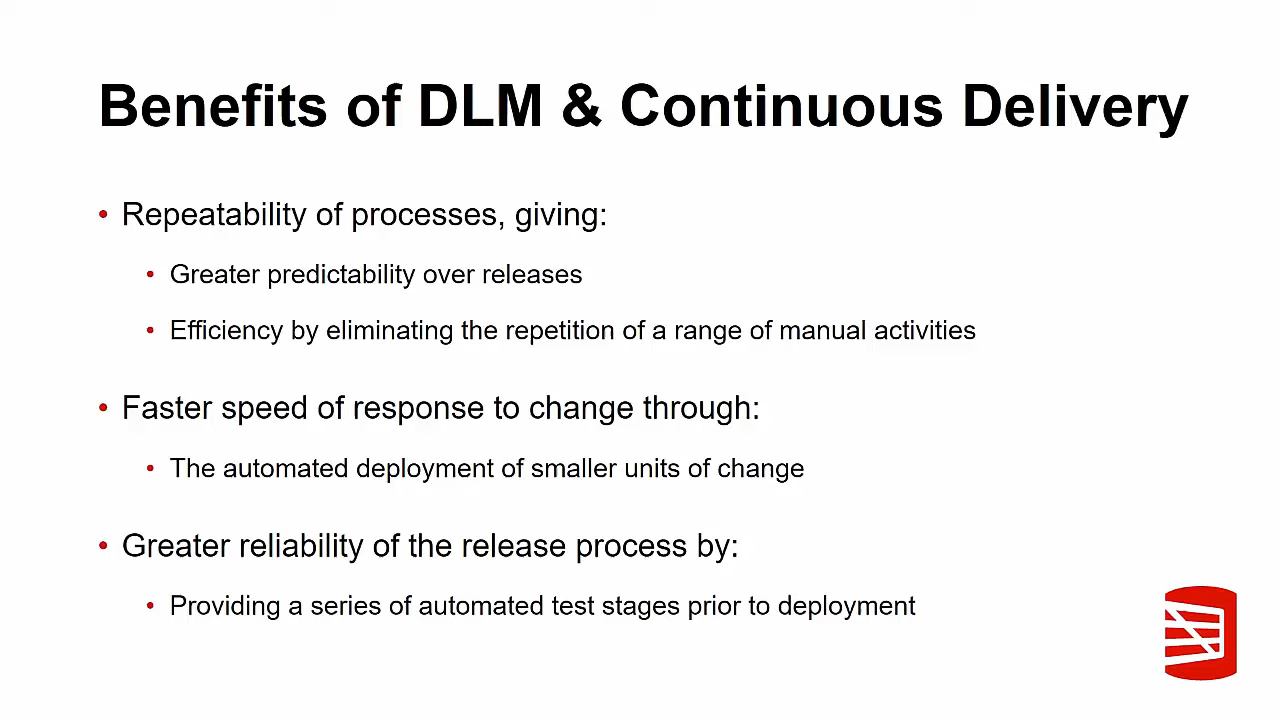 Benefits of DLM & Continuous Delivery
• Repeatability of processes, giving:
• Greater predictability over releases
• Efficiency by eliminating the repetition of a range of manual activities
• Faster speed of response to change through:
• The automated deployment of smaller units of change
• Greater reliability of the release process by:
• Providing a series of automated test stages prior to deployment